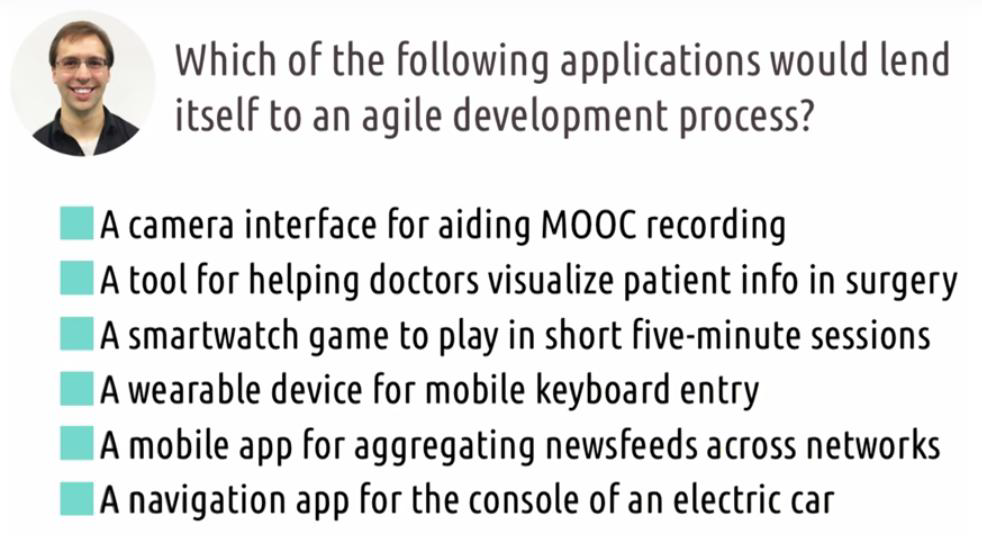 Which of the following applications would lend
itself to an agile development process?
A camera interface for aiding MOOC recording
A tool for helping doctors visualize patient info in surgery
A smartwatch game to play in short five-minute sessions
A wearable device for mobile keyboard entry
A mobile app for aggregating newsfeeds across networks
A navigation app for the console of an electric car